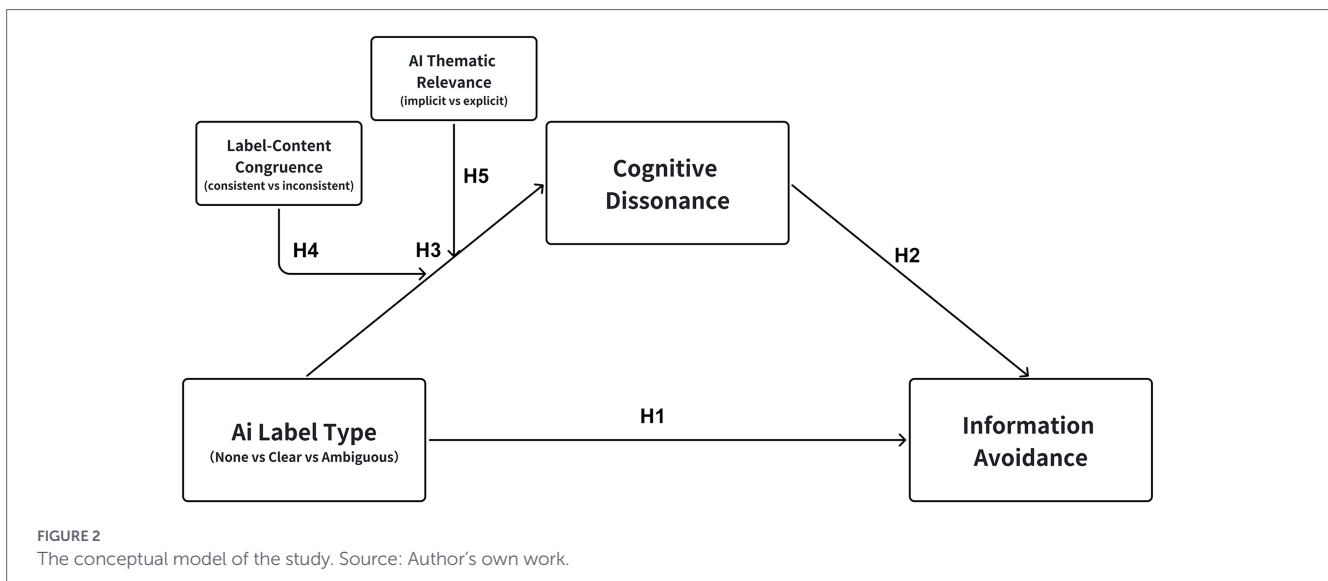 AI Thematic
Relevance
(implicit vs explicit)
Label-Content
Congruence
(consistent vs inconsistent)
Cognitive
Dissonance
H5
H4
H3
H2
Ai Label Type
(None vs Clear vs Ambiguous)
H1
Information
Avoidance
FIGURE 2
The conceptual model of the study. Source: Author's own work.